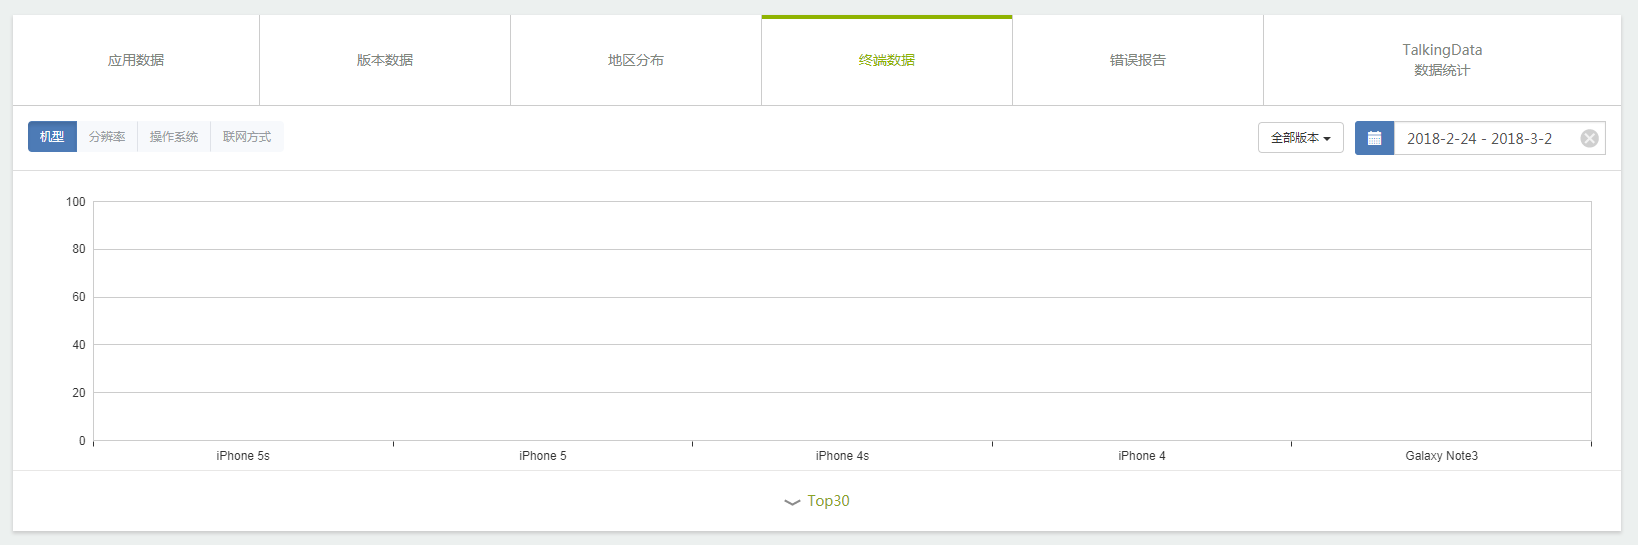 应用数据
版本数据
地区分布
终端数据
错误报告
TalkingData
数据统计
机型
分辨率
操作系统
联网方式
全部版本
2018-2-24 - 2018-3-2
100
80
60
40
20
0
iPhone 5s
iPhone 5
iPhone 4s
iPhone 4
Galaxy Note3
Top30